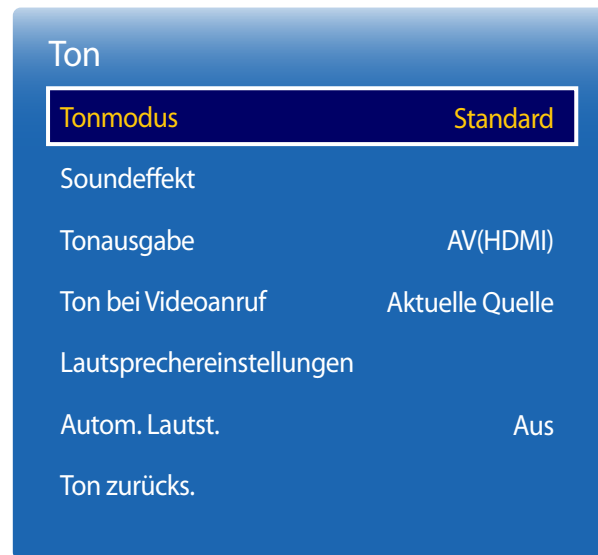 Ton
Tonmodus Standard
Soundeffekt
Tonausgabe AV(HDMI)
Ton bei Videoanruf Aktuelle Quelle
Lautsprechereinstellungen
Autom. Lautst. Aus
Ton zurücks.